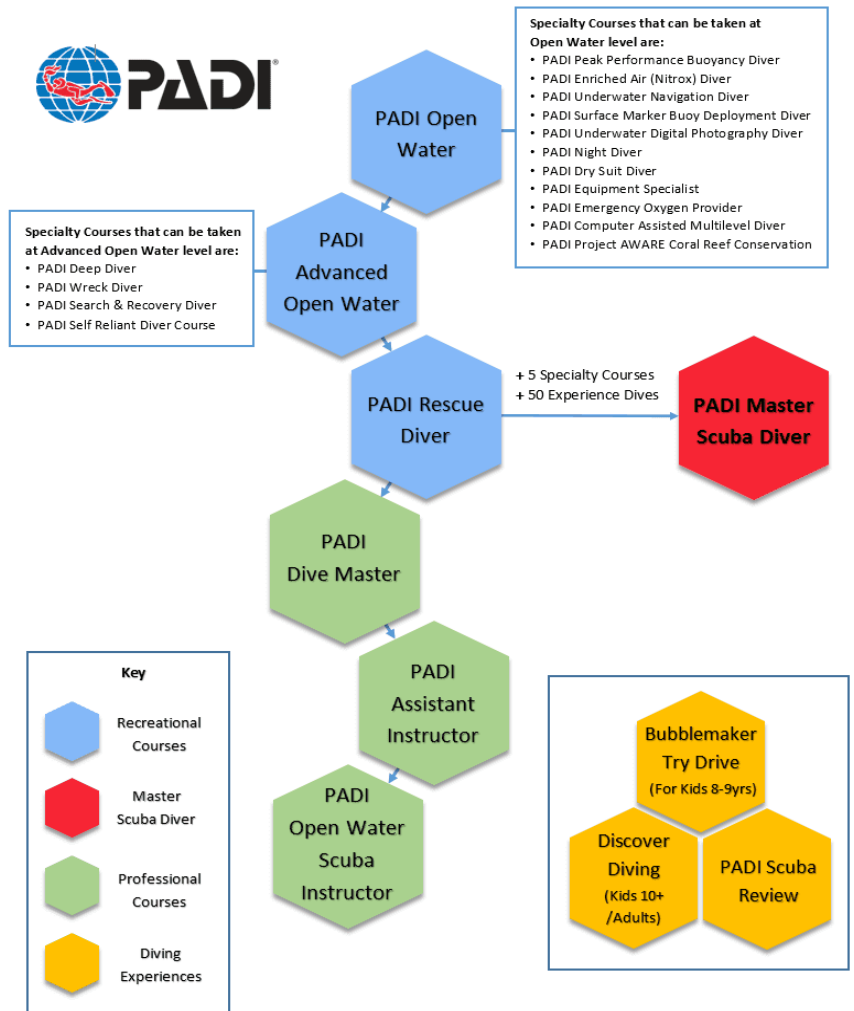 PADI®
PADI Open
Water
Specialty Courses that can be taken at
Open Water level are:
• PADI Peak Performance Buoyancy Diver
• PADI Enriched Air (Nitrox) Diver
• PADI Underwater Navigation Diver
• PADI Surface Marker Buoy Deployment Diver
• PADI Underwater Digital Photography Diver
• PADI Night Diver
• PADI Dry Suit Diver
• PADI Equipment Specialist
• PADI Emergency Oxygen Provider
• PADI Computer Assisted Multilevel Diver
• PADI Project AWARE Coral Reef Conservation
Specialty Courses that can be taken
at Advanced Open Water level are:
• PADI Deep Diver
• PADI Wreck Diver
• PADI Search & Recovery Diver
• PADI Self Reliant Diver Course
PADI
Advanced
Open Water
PADI Rescue
Diver
+ 5 Specialty Courses
+ 50 Experience Dives
PADI Master
Scuba Diver
PADI
Dive Master
PADI
Assistant
Instructor
PADI
Open Water
Scuba
Instructor
Key
Recreational
Courses
Master
Scuba Diver
Professional
Courses
Diving
Experiences
Bubblemaker
Try Drive
(For Kids 8-9yrs)
Discover
Diving
(Kids 10+
/Adults)
PADI Scuba
Review